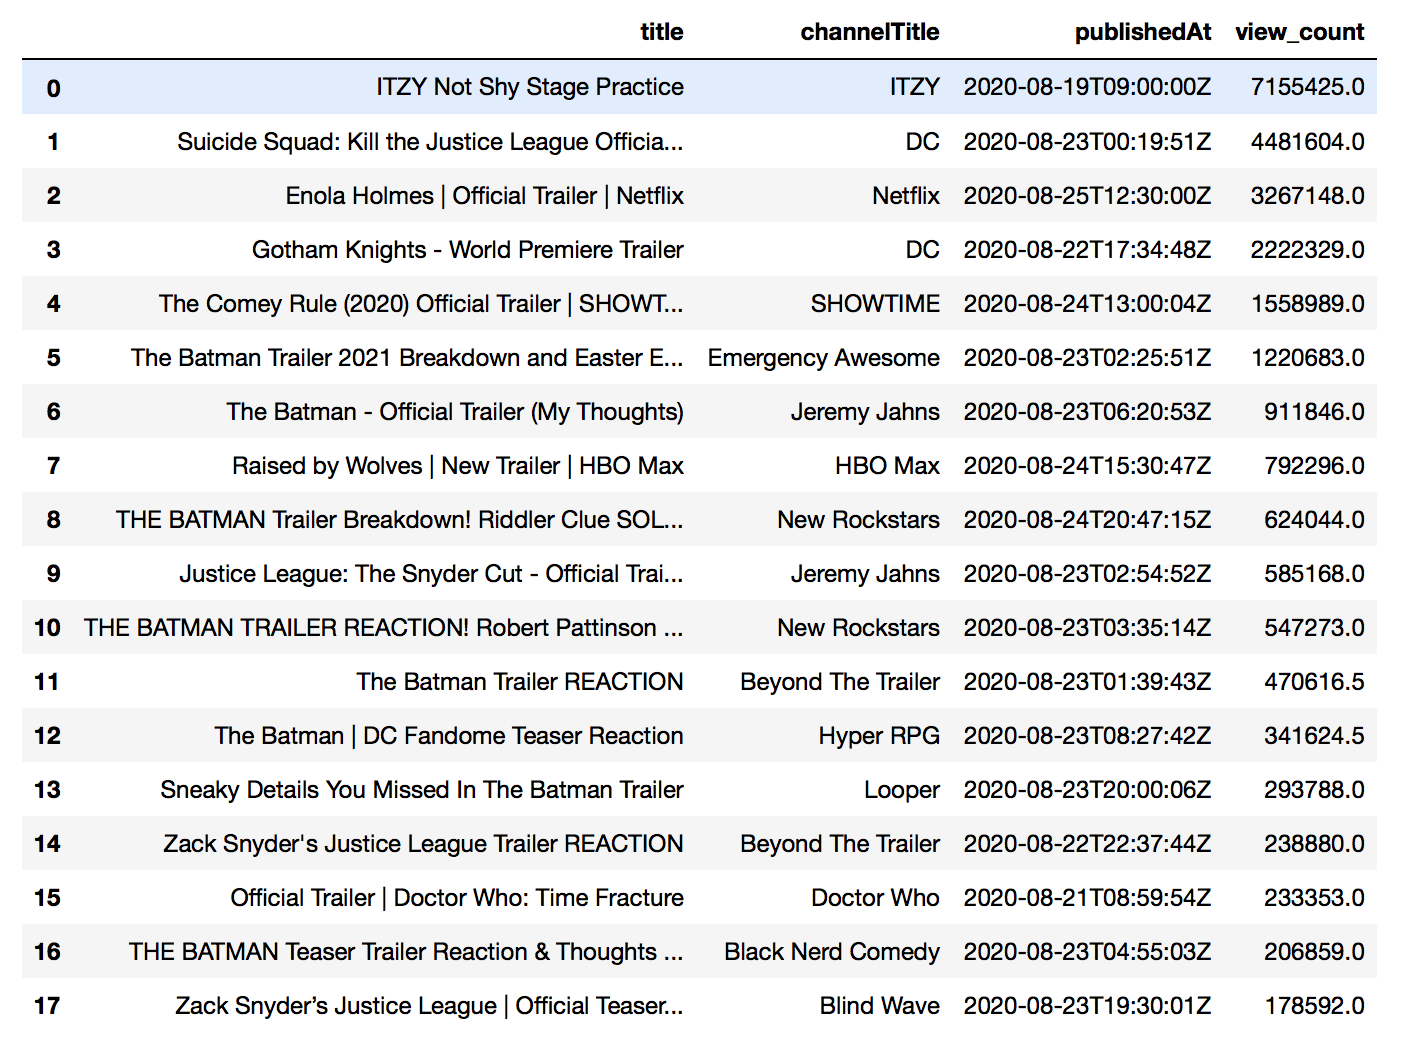 title channelTitle publishedAt view_count
0 ITZY Not Shy Stage Practice ITZY 2020-08-19T09:00:00Z 7155425.0
1 Suicide Squad: Kill the Justice League Officia... DC 2020-08-23T00:19:51Z 4481604.0
2 Enola Holmes | Official Trailer | Netflix Netflix 2020-08-25T12:30:00Z 3267148.0
3 Gotham Knights - World Premiere Trailer DC 2020-08-22T17:34:48Z 2222329.0
4 The Comey Rule (2020) Official Trailer | SHOWT... SHOWTIME 2020-08-24T13:00:04Z 1558989.0
5 The Batman Trailer 2021 Breakdown and Easter E... Emergency Awesome 2020-08-23T02:25:51Z 1220683.0
6 The Batman - Official Trailer (My Thoughts) Jeremy Jahns 2020-08-23T06:20:53Z 911846.0
7 Raised by Wolves | New Trailer | HBO Max HBO Max 2020-08-24T15:30:47Z 792296.0
8 THE BATMAN Trailer Breakdown! Riddler Clue SOL... New Rockstars 2020-08-24T20:47:15Z 624044.0
9 Justice League: The Snyder Cut - Official Trai... Jeremy Jahns 2020-08-23T02:54:52Z 585168.0
10 THE BATMAN TRAILER REACTION! Robert Pattinson ... New Rockstars 2020-08-23T03:35:14Z 547273.0
11 The Batman Trailer REACTION Beyond The Trailer 2020-08-23T01:39:43Z 470616.5
12 The Batman | DC Fandome Teaser Reaction Hyper RPG 2020-08-23T08:27:42Z 341624.5
13 Sneaky Details You Missed In The Batman Trailer Looper 2020-08-23T20:00:06Z 293788.0
14 Zack Snyder's Justice League Trailer REACTION Beyond The Trailer 2020-08-22T22:37:44Z 238880.0
15 Official Trailer | Doctor Who: Time Fracture Doctor Who 2020-08-21T08:59:54Z 233353.0
16 THE BATMAN Teaser Trailer Reaction & Thoughts ... Black Nerd Comedy 2020-08-23T04:55:03Z 206859.0
17 Zack Snyder’s Justice League | Official Teaser... Blind Wave 2020-08-23T19:30:01Z 178592.0